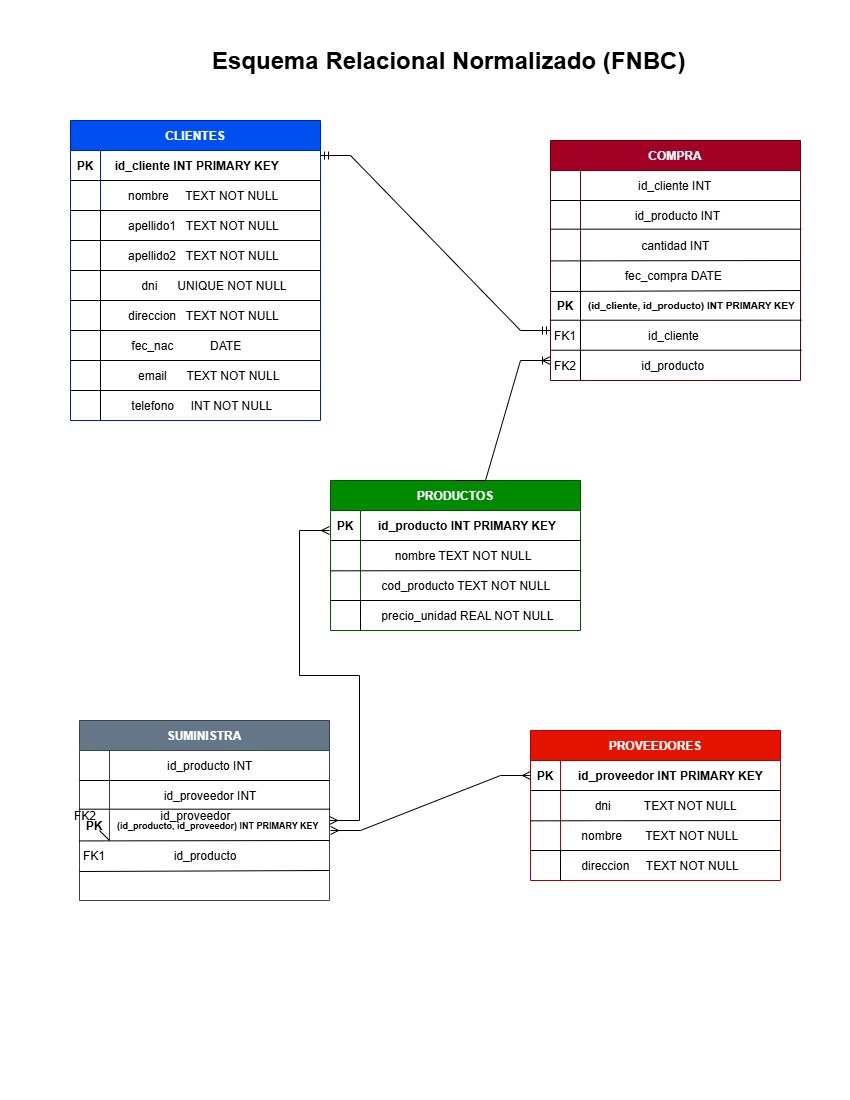 Esquema Relacional Normalizado (FNBC)
CLIENTES
PK id_cliente INT PRIMARY KEY
nombre TEXT NOT NULL
apellido1 TEXT NOT NULL
apellido2 TEXT NOT NULL
dni UNIQUE NOT NULL
direccion TEXT NOT NULL
fec_nac DATE
email TEXT NOT NULL
telefono INT NOT NULL
COMPRA
id_cliente INT
id_producto INT
cantidad INT
fec_compra DATE
PK (id_cliente, id_producto) INT PRIMARY KEY
FK1 id_cliente
FK2 id_producto
PRODUCTOS
PK id_producto INT PRIMARY KEY
nombre TEXT NOT NULL
cod_producto TEXT NOT NULL
precio_unidad REAL NOT NULL
SUMINISTRA
id_producto INT
id_proveedor INT
FK2 id_proveedor
PK (id_producto, id_proveedor) INT PRIMARY KEY
FK1 id_producto
PROVEEDORES
PK id_proveedor INT PRIMARY KEY
dni TEXT NOT NULL
nombre TEXT NOT NULL
direccion TEXT NOT NULL